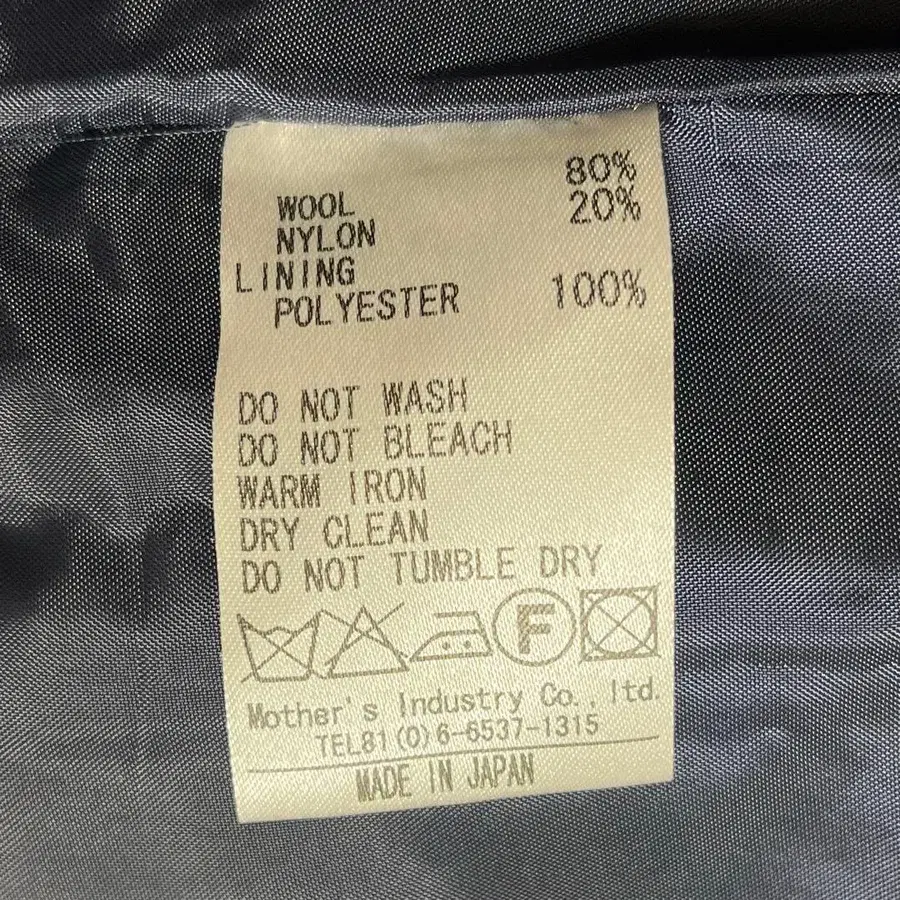 WOOL 80%
NYLON 20%
LINING
POLYESTER 100%
DO NOT WASH
DO NOT BLEACH
WARM IRON
DRY CLEAN
DO NOT TUMBLE DRY
F
Mother's Industry Co., ltd.
TEL81(0)6-6537-1315
MADE IN JAPAN